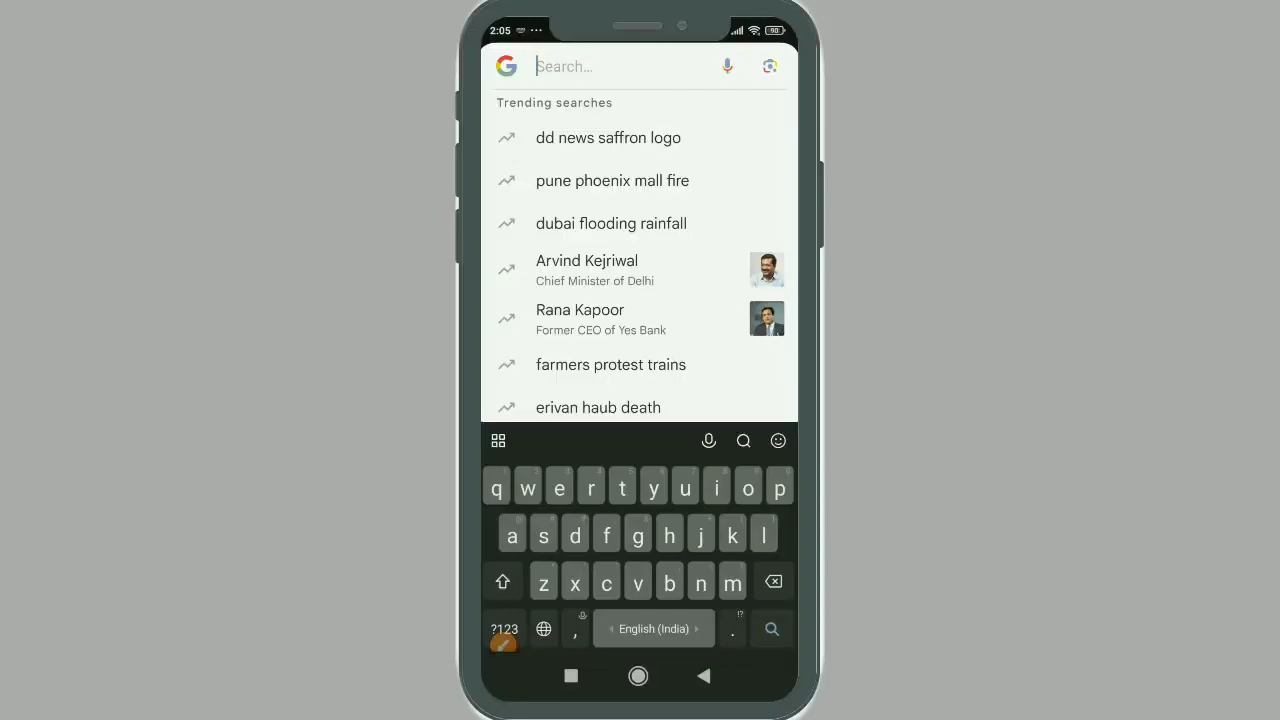 2:05
90
Search...
Trending searches
dd news saffron logo
pune phoenix mall fire
dubai flooding rainfall
Arvind Kejriwal
Chief Minister of Delhi
Rana Kapoor
Former CEO of Yes Bank
farmers protest trains
erivan haub death
q w e r t y u i o p
a s d f g h j k l
z x c v b n m
?123 , English (India) . !?